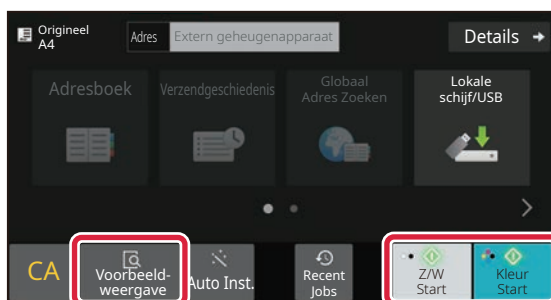 Origineel
A4
Adres
Extern geheugenapparaat
Details
Adresboek
Verzendgeschiedenis
Globaal
Adres Zoeken
Lokale
schijf/USB
CA
Voorbeeld-
weergave
Auto Inst.
Recent
Jobs
Z/W
Start
Kleur
Start